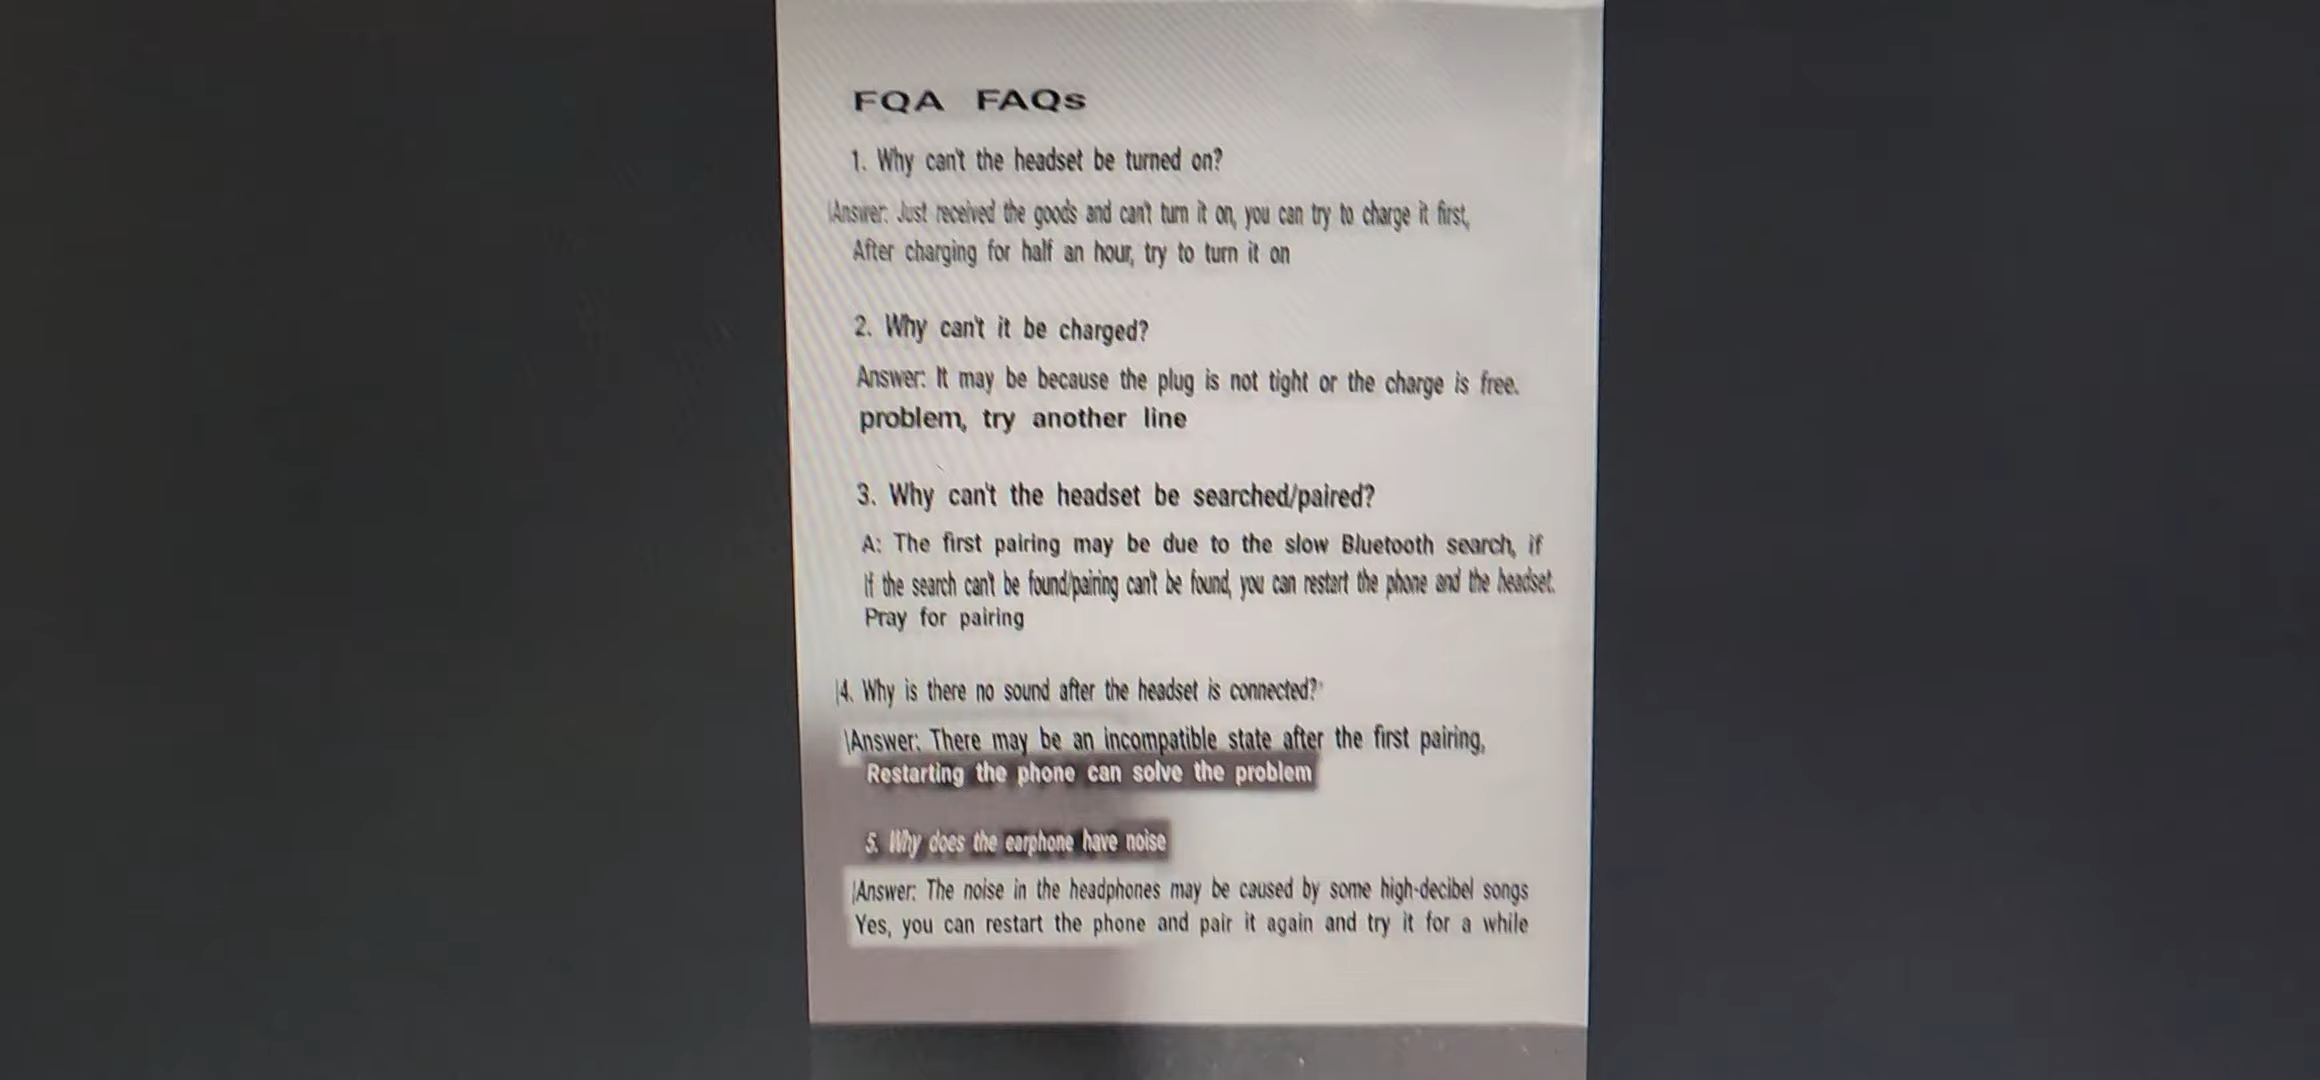 FQA FAQs
1. Why can't the headset be turned on?
Answer: Just received the goods and can't turn it on, you can try to charge it first,
After charging for half an hour, try to turn it on
2. Why can't it be charged?
Answer: It may be because the plug is not tight or the charge is free.
problem, try another line
3. Why can't the headset be searched/paired?
A: The first pairing may be due to the slow Bluetooth search, if
If the search can't be found/pairing can't be found, you can restart the phone and the headset.
Pray for pairing
4. Why is there no sound after the headset is connected?
Answer: There may be an incompatible state after the first pairing,
Restarting the phone can solve the problem
5. Why does the earphone have noise
Answer: The noise in the headphones may be caused by some high-decibel songs
Yes, you can restart the phone and pair it again and try it for a while